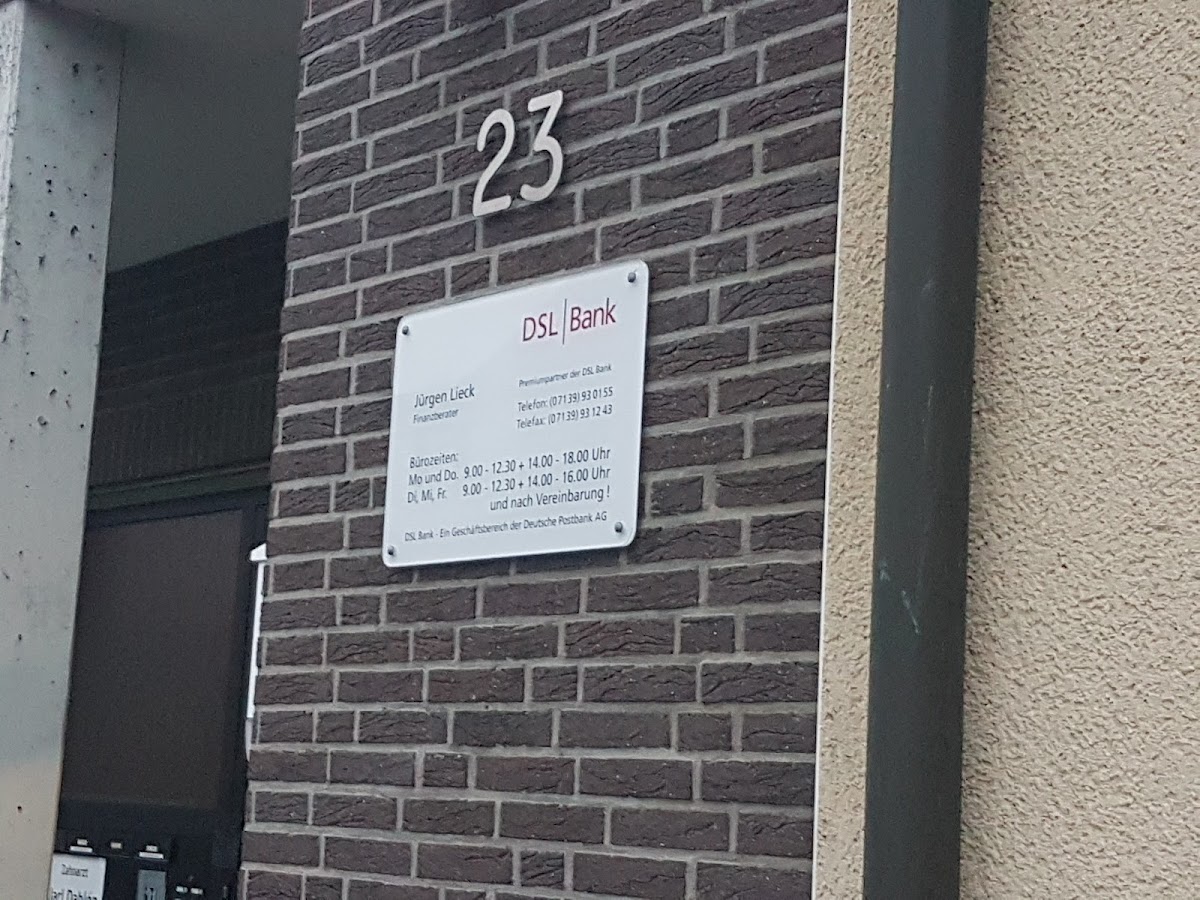 23
DSL Bank
Premiumpartner der DSL Bank
Jürgen Lieck
Finanzberater
Telefon: (07139) 93 01 55
Telefax: (07139) 93 12 43
Bürozeiten:
Mo und Do. 9.00 - 12.30 + 14.00 - 18.00 Uhr
Di, Mi, Fr. 9.00 - 12.30 + 14.00 - 16.00 Uhr
und nach Vereinbarung !
DSL Bank - Ein Geschäftsbereich der Deutsche Postbank AG
Zahnarzt